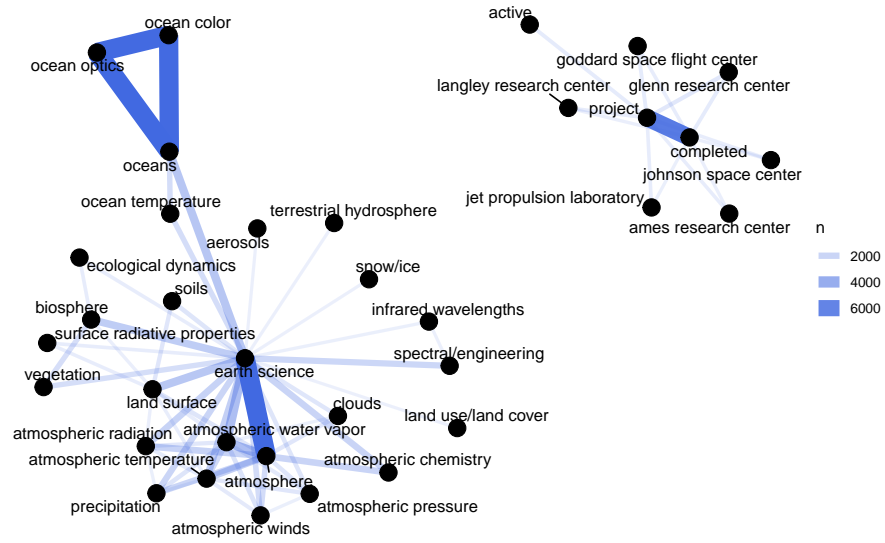 active
ocean color
goddard space flight center
ocean optics
langley research center
glenn research center
project
completed
oceans
johnson space center
ocean temperature
jet propulsion laboratory
terrestrial hydrosphere
ames research center
n
aerosols
2000
ecological dynamics
snow/ice
4000
soils
biosphere
infrared wavelengths
6000
surface radiative properties
spectral/engineering
vegetation
earth science
land surface
clouds
land use/land cover
atmospheric radiation
atmospheric water vapor
atmospheric temperature
atmospheric chemistry
atmosphere
precipitation
atmospheric pressure
atmospheric winds